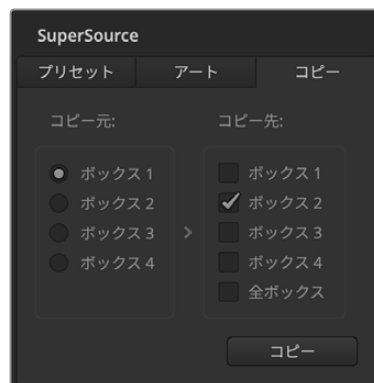 SuperSource
プリセット アート コピー
コピー元: コピー先:
ボックス 1 ボックス 1
ボックス 2 ボックス 2
ボックス 3 ボックス 3
ボックス 4 ボックス 4
全ボックス
コピー